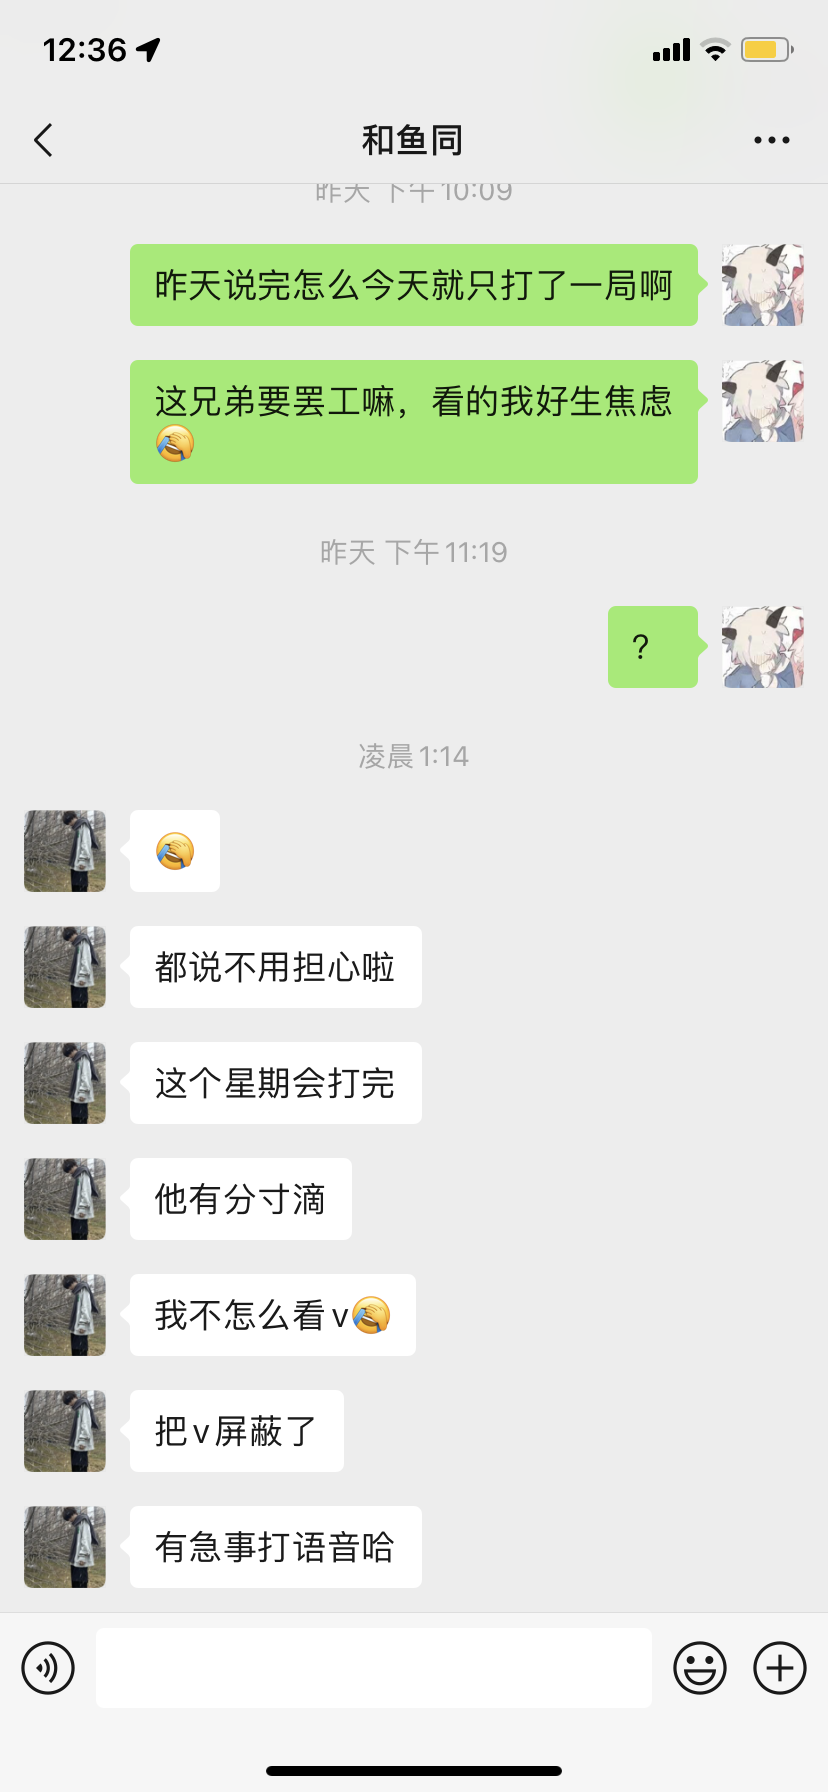 12:36
和鱼同
昨天 下午 10:09
昨天说完怎么今天就只打了一局啊
这兄弟要罢工嘛，看的我好生焦虑
🤣
昨天 下午 11:19
？
凌晨 1:14
都说不用担心啦
这个星期会打完
他有分寸滴
我不怎么看v
把v屏蔽了
有急事打语音哈